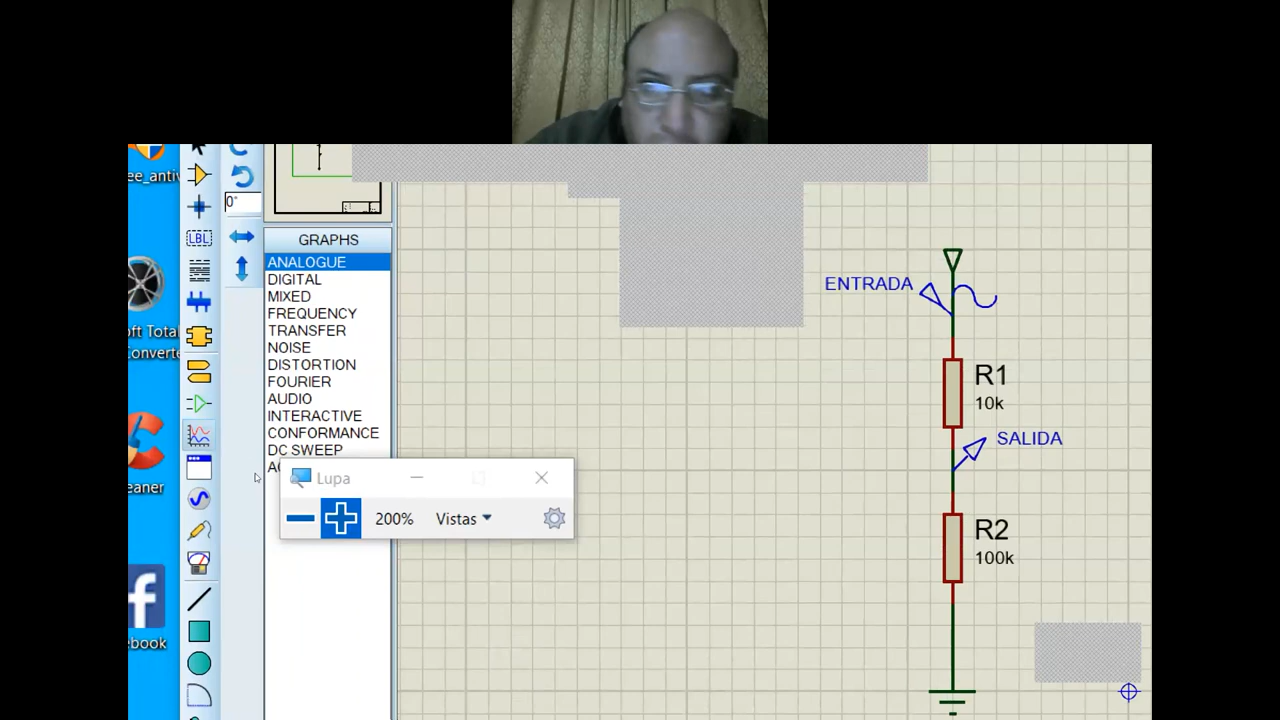 ee_antiv
0°
LBL
GRAPHS
ANALOGUE
DIGITAL
MIXED
FREQUENCY
TRANSFER
NOISE
DISTORTION
FOURIER
AUDIO
INTERACTIVE
CONFORMANCE
DC SWEEP
ENTRADA
R1
10k
SALIDA
R2
100k
oft Total
Converte
eaner
ebook
Lupa
200%
Vistas